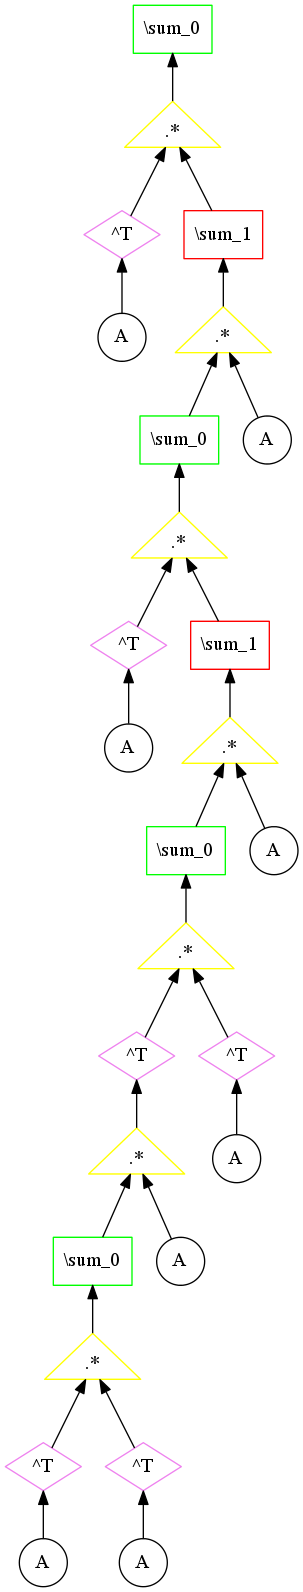 \sum_0
.*
^T \sum_1
A .*
\sum_0 A
.*
^T \sum_1
A .*
\sum_0 A
.*
^T ^T
.* A
\sum_0 A
.*
^T ^T
A A